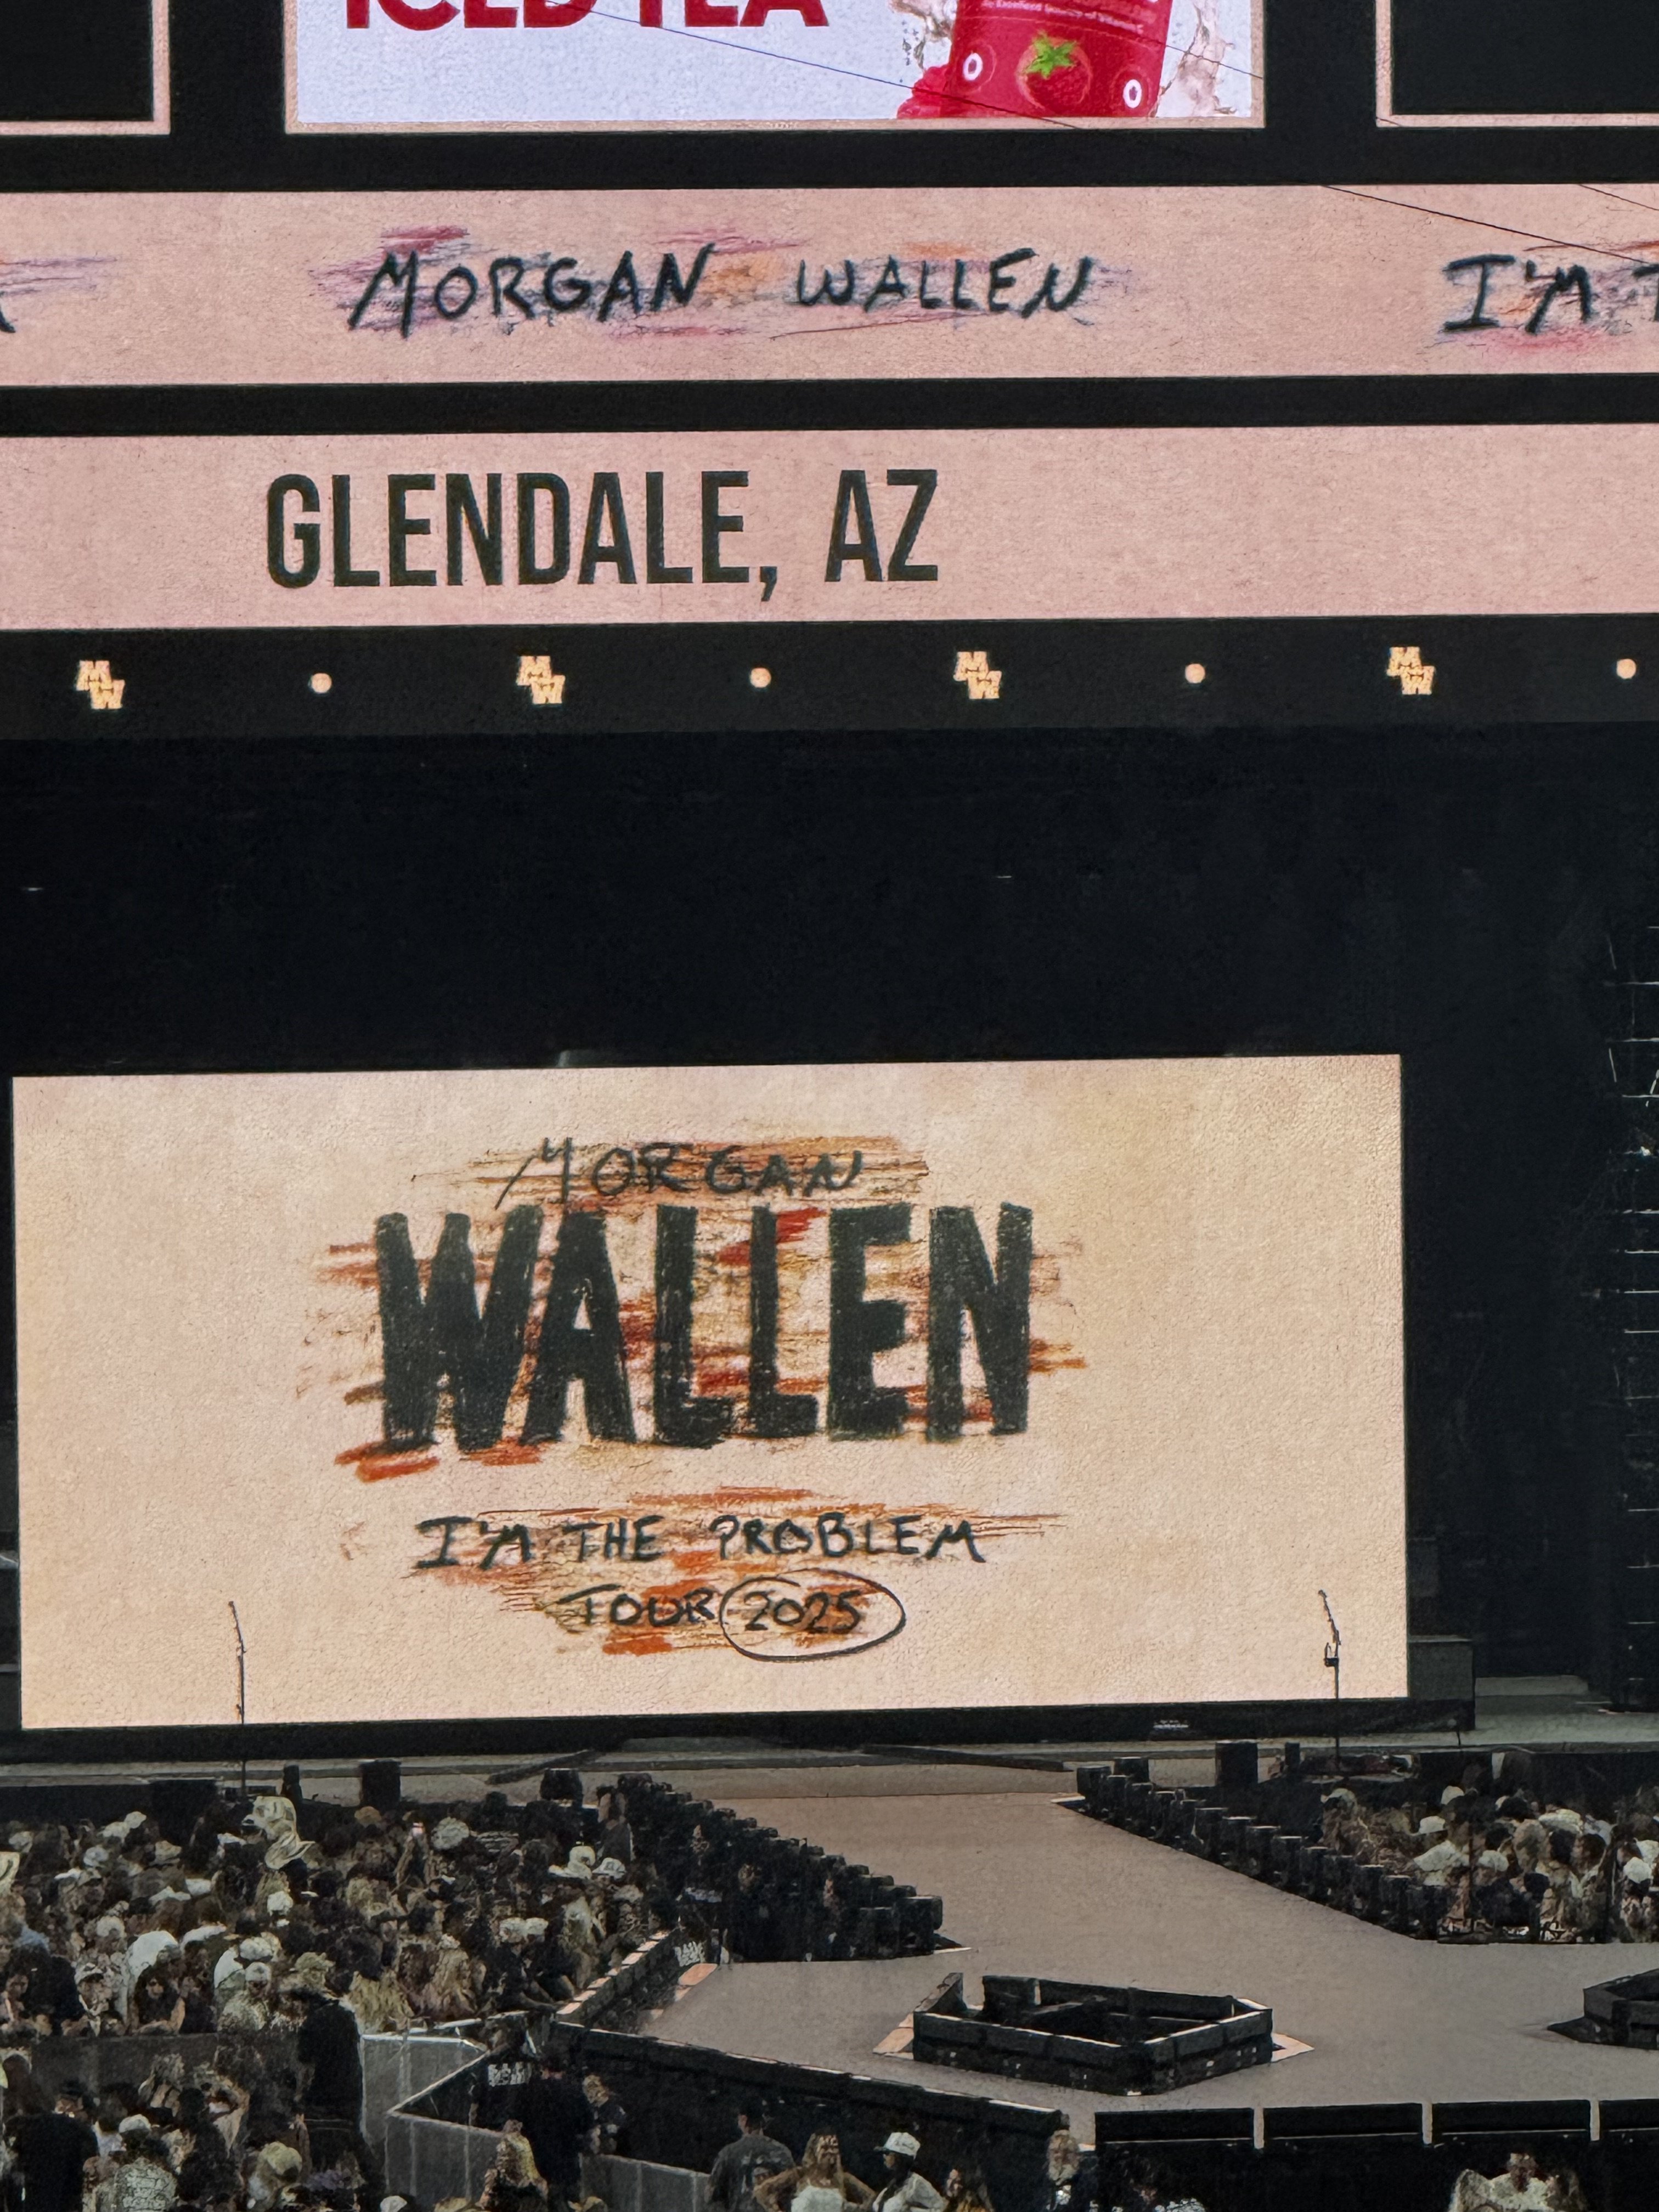 ICED TEA
MORGAN WALLEN
I'M
GLENDALE, AZ
MW MW MW MW
MORGAN
WALLEN
I'M THE PROBLEM
TOUR 2025